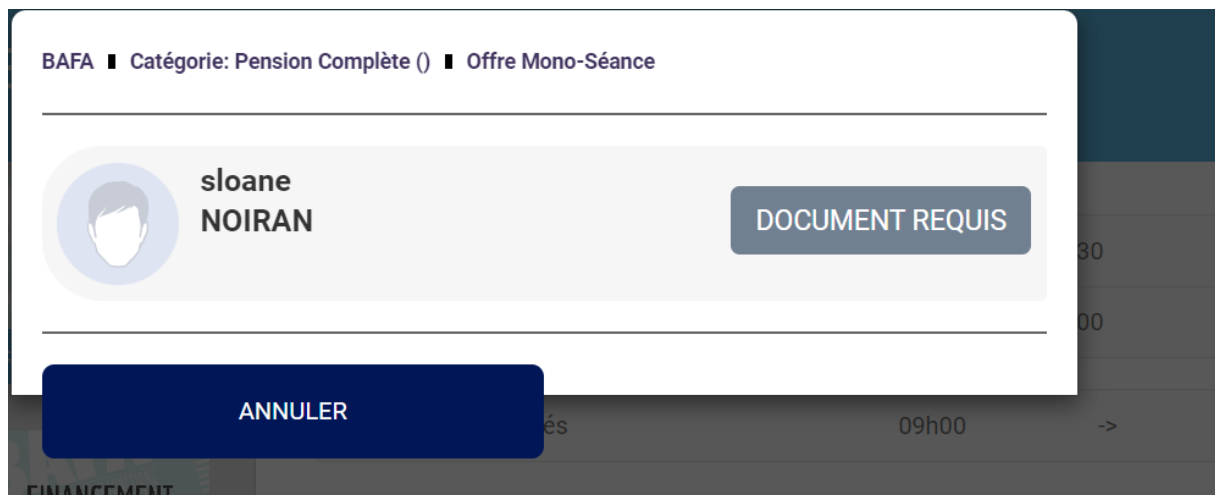 BAFA ▮ Catégorie: Pension Complète () ▮ Offre Mono-Séance
sloane
NOIRAN
DOCUMENT REQUIS
30
00
ANNULER
és 09h00 ->
FINANCEMENT